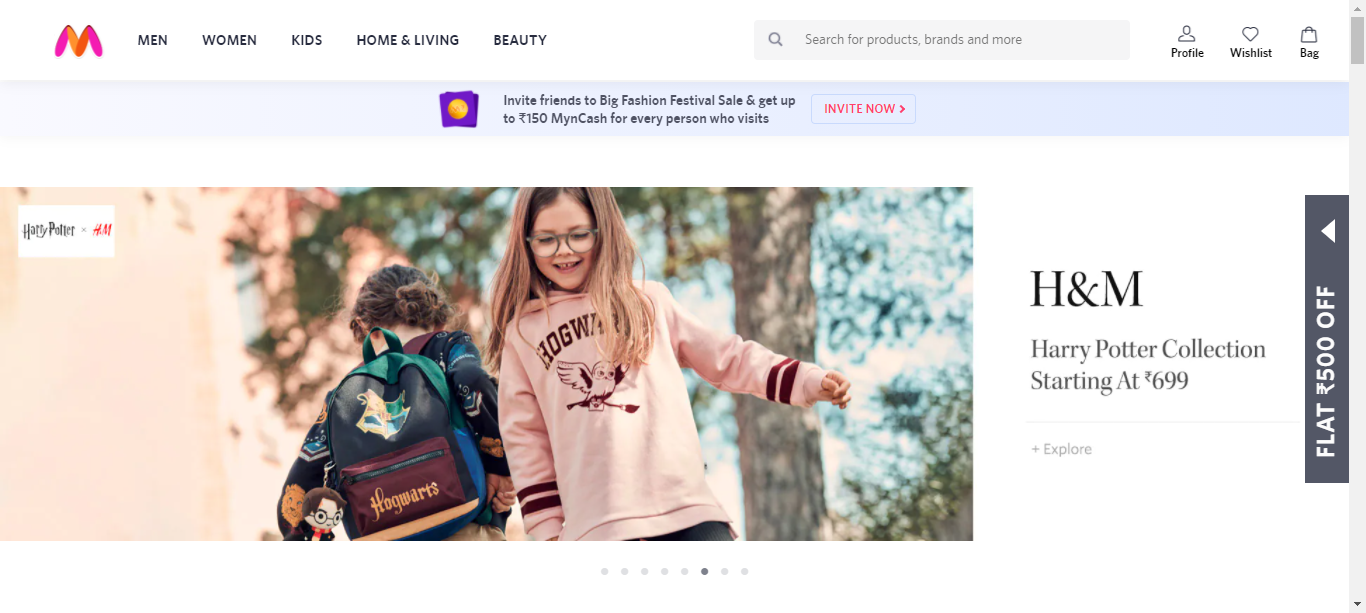 MEN WOMEN KIDS HOME & LIVING BEAUTY
Search for products, brands and more
Profile Wishlist Bag
Invite friends to Big Fashion Festival Sale & get up
to ₹150 MynCash for every person who visits
INVITE NOW >
Harry Potter × H&M
HOGWA
Hogwarts
H&M
Harry Potter Collection
Starting At ₹699
+ Explore
FLAT ₹500 OFF